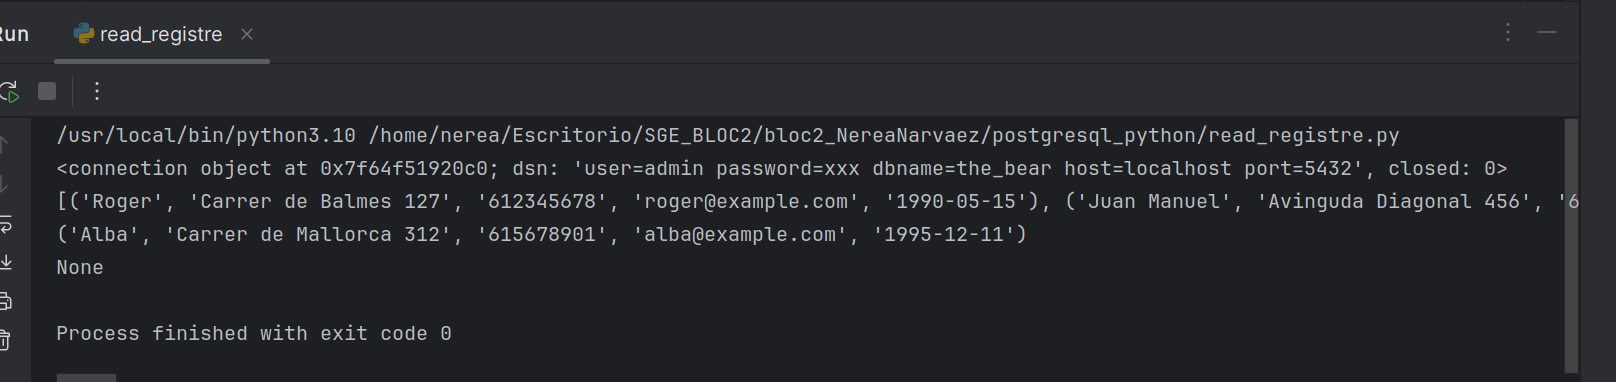 Run read_registre
/usr/local/bin/python3.10 /home/nerea/Escritorio/SGE_BLOC2/bloc2_NereaNarvaez/postgresql_python/read_registre.py
<connection object at 0x7f64f51920c0; dsn: 'user=admin password=xxx dbname=the_bear host=localhost port=5432', closed: 0>
[('Roger', 'Carrer de Balmes 127', '612345678', 'roger@example.com', '1990-05-15'), ('Juan Manuel', 'Avinguda Diagonal 456', '6
('Alba', 'Carrer de Mallorca 312', '615678901', 'alba@example.com', '1995-12-11')
None
Process finished with exit code 0